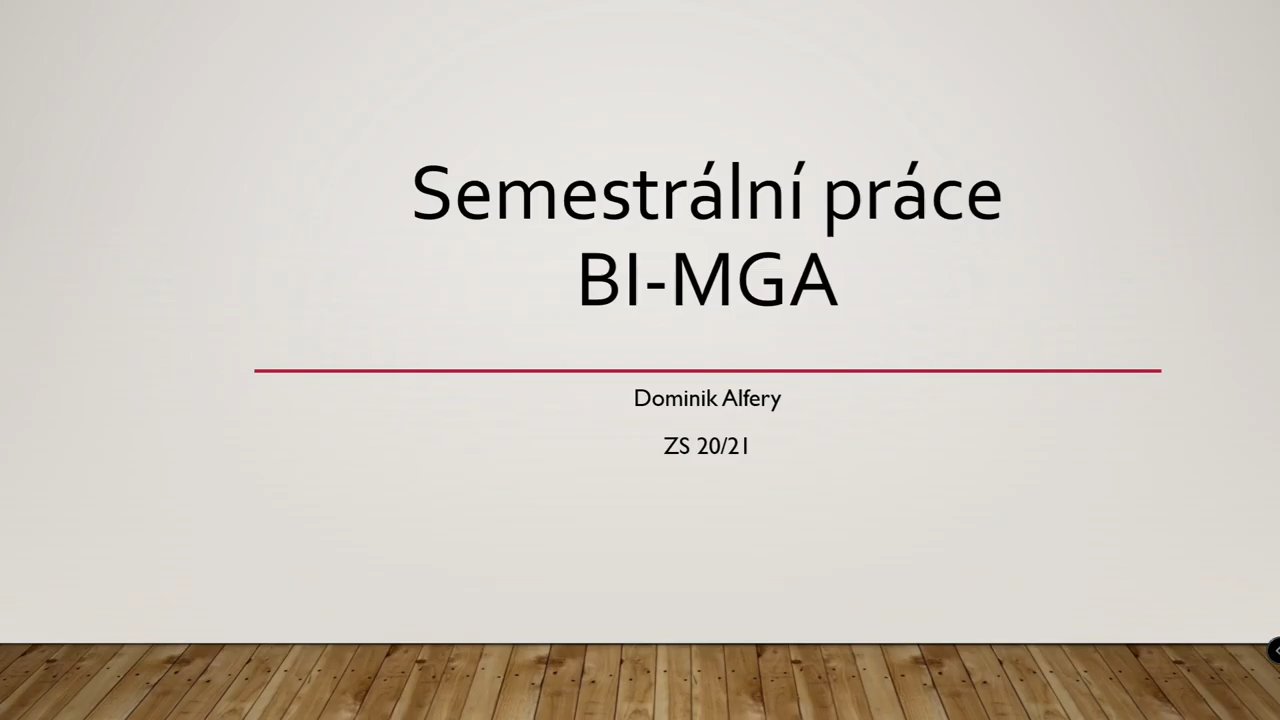 Semestrální práce
BI-MGA
Dominik Alfery
ZS 20/21